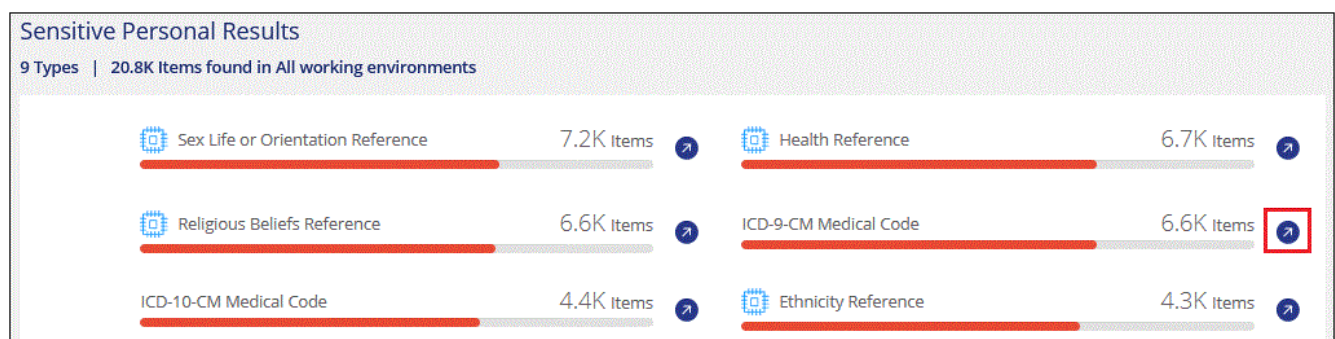 Sensitive Personal Results
9 Types | 20.8K Items found in All working environments
Sex Life or Orientation Reference 7.2K Items
Health Reference 6.7K Items
Religious Beliefs Reference 6.6K Items
ICD-9-CM Medical Code 6.6K Items
ICD-10-CM Medical Code 4.4K Items
Ethnicity Reference 4.3K Items